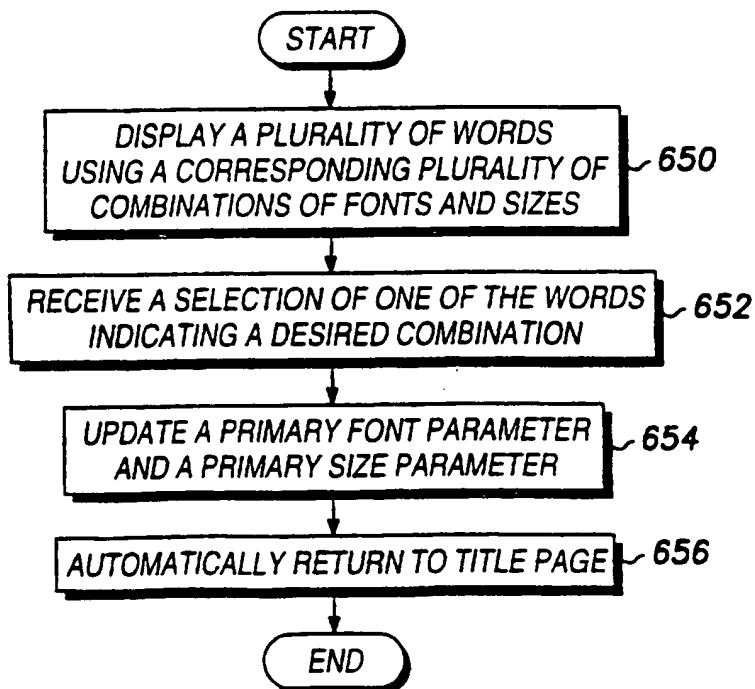 START
DISPLAY A PLURALITY OF WORDS
USING A CORRESPONDING PLURALITY OF
COMBINATIONS OF FONTS AND SIZES
650
RECEIVE A SELECTION OF ONE OF THE WORDS
INDICATING A DESIRED COMBINATION
652
UPDATE A PRIMARY FONT PARAMETER
AND A PRIMARY SIZE PARAMETER
654
AUTOMATICALLY RETURN TO TITLE PAGE
656
END